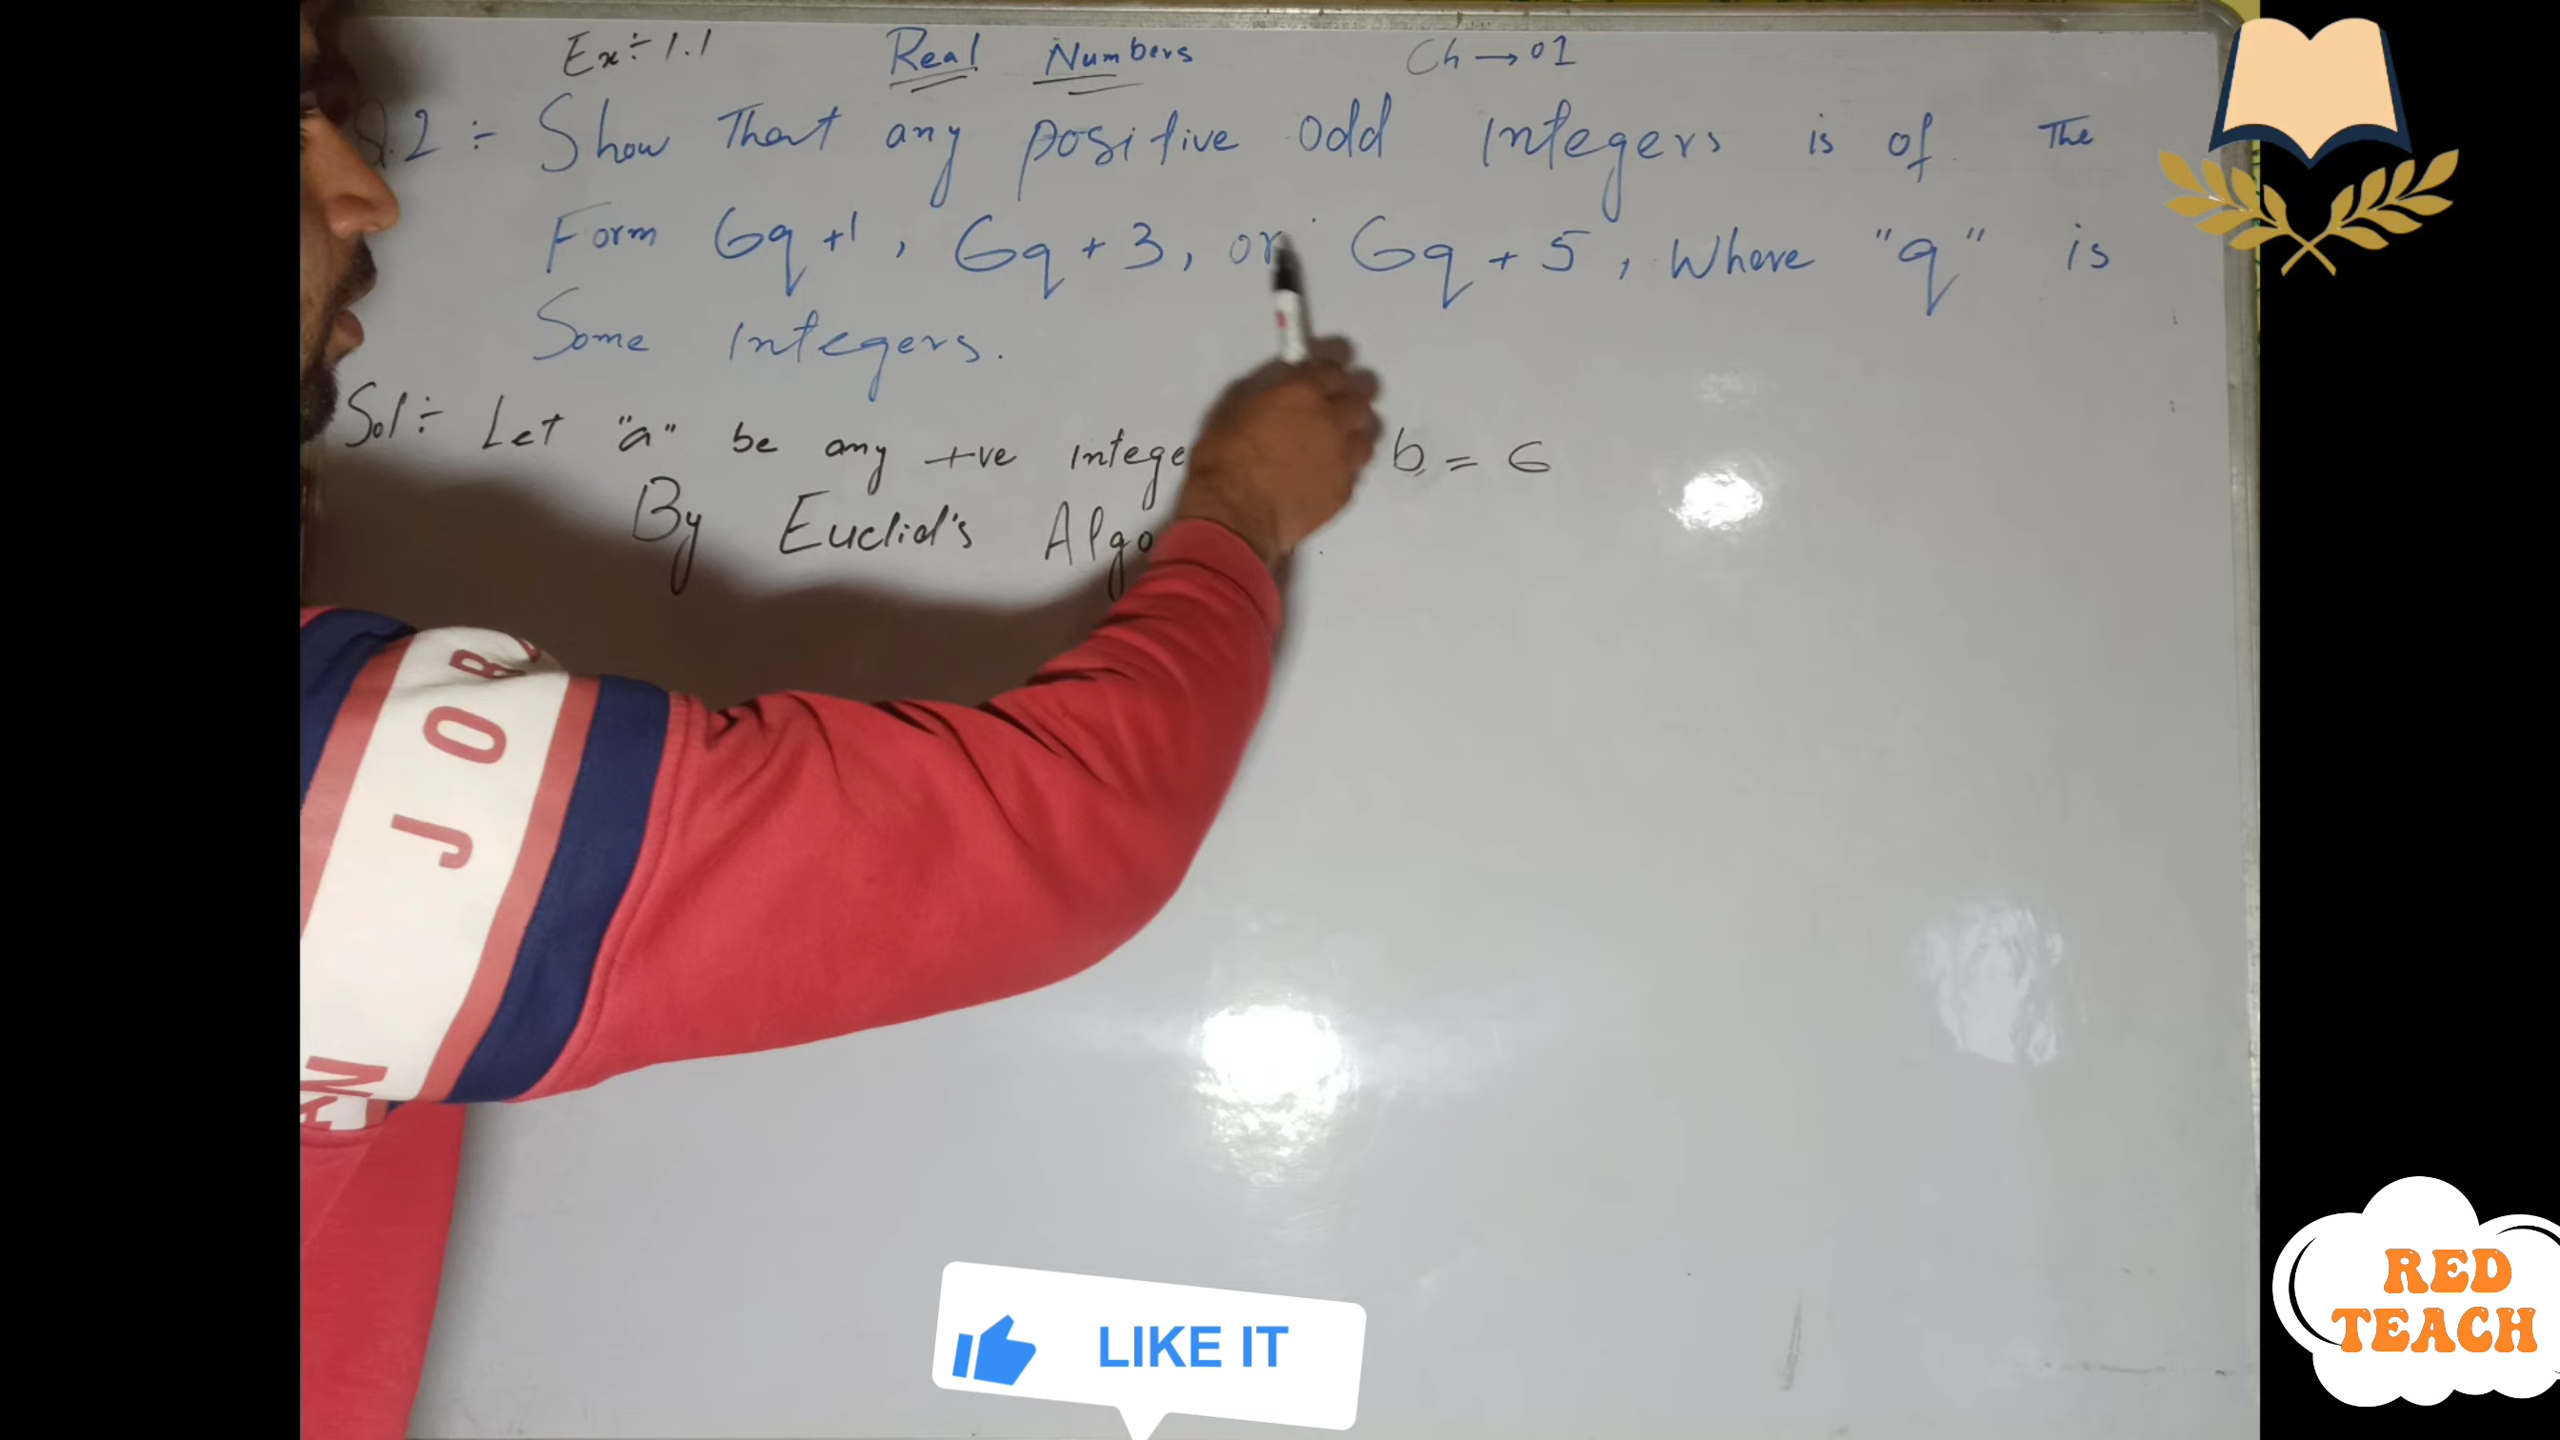 Ex÷ 1.1 Real Numbers Ch → 01
Q.2 ÷ Show That any positive odd Integers is of The
Form 6q+1, 6q+3, or 6q+5, Where "q" is
Some Integers.
Sol÷ Let "a" be any +ve b = 6
By Euclid's
BOJ
LIKE IT
RED
TEACH